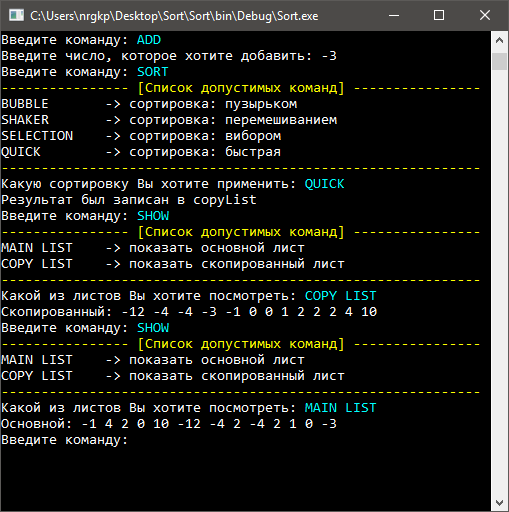 C:\Users\nrgkp\Desktop\Sort\Sort\bin\Debug\Sort.exe
Введите команду: ADD
Введите число, которое хотите добавить: -3
Введите команду: SORT
---------------- [Список допустимых команд] ----------------
BUBBLE -> сортировка: пузырьком
SHAKER -> сортировка: перемешиванием
SELECTION -> сортировка: вибором
QUICK -> сортировка: быстрая
------------------------------------------------------------
Какую сортировку Вы хотите применить: QUICK
Результат был записан в copyList
Введите команду: SHOW
---------------- [Список допустимых команд] ----------------
MAIN LIST -> показать основной лист
COPY LIST -> показать скопированный лист
------------------------------------------------------------
Какой из листов Вы хотите посмотреть: COPY LIST
Скопированный: -12 -4 -4 -3 -1 0 0 1 2 2 2 4 10
Введите команду: SHOW
---------------- [Список допустимых команд] ----------------
MAIN LIST -> показать основной лист
COPY LIST -> показать скопированный лист
------------------------------------------------------------
Какой из листов Вы хотите посмотреть: MAIN LIST
Основной: -1 4 2 0 10 -12 -4 2 -4 2 1 0 -3
Введите команду: